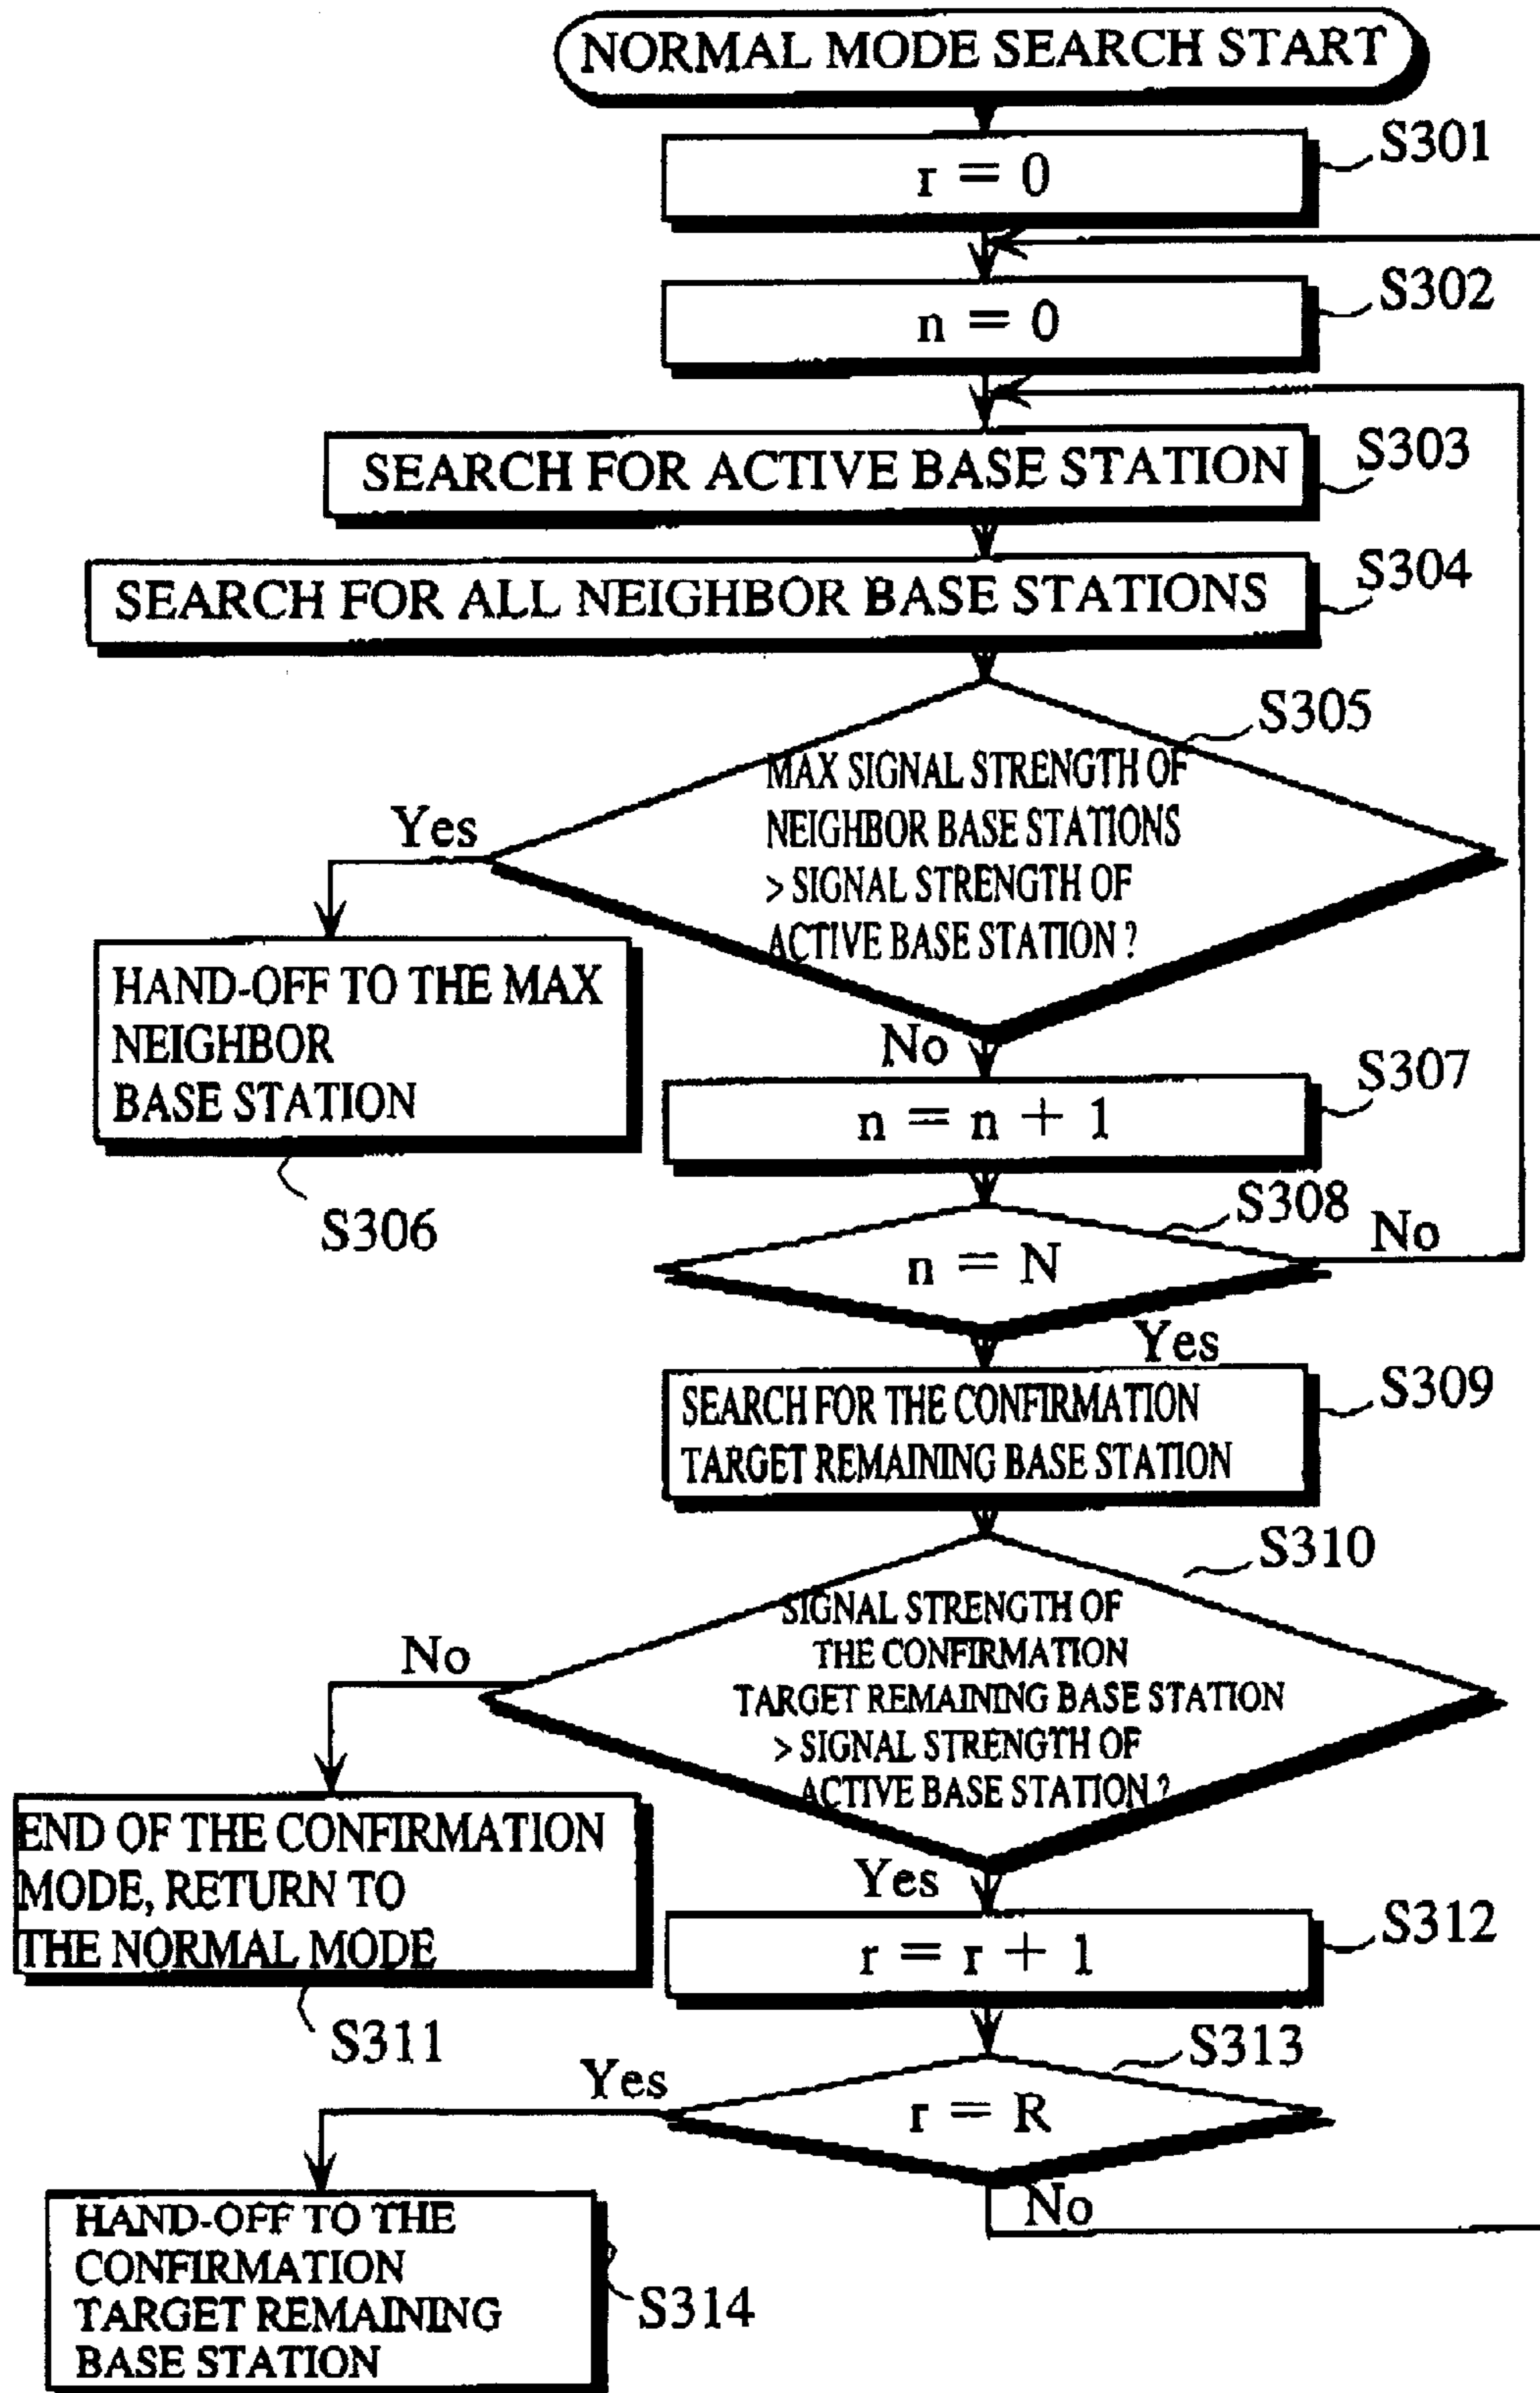 NORMAL MODE SEARCH START
S301
r = 0
S302
n = 0
S303
SEARCH FOR ACTIVE BASE STATION
S304
SEARCH FOR ALL NEIGHBOR BASE STATIONS
S305
MAX SIGNAL STRENGTH OF
NEIGHBOR BASE STATIONS
> SIGNAL STRENGTH OF
ACTIVE BASE STATION ?
Yes
HAND-OFF TO THE MAX
NEIGHBOR
BASE STATION
S306
No
S307
n = n + 1
S308
n = N
No
Yes
S309
SEARCH FOR THE CONFIRMATION
TARGET REMAINING BASE STATION
S310
SIGNAL STRENGTH OF
THE CONFIRMATION
TARGET REMAINING BASE STATION
> SIGNAL STRENGTH OF
ACTIVE BASE STATION ?
No
END OF THE CONFIRMATION
MODE, RETURN TO
THE NORMAL MODE
S311
Yes
S312
r = r + 1
S313
r = R
Yes
No
HAND-OFF TO THE
CONFIRMATION
TARGET REMAINING
BASE STATION
S314